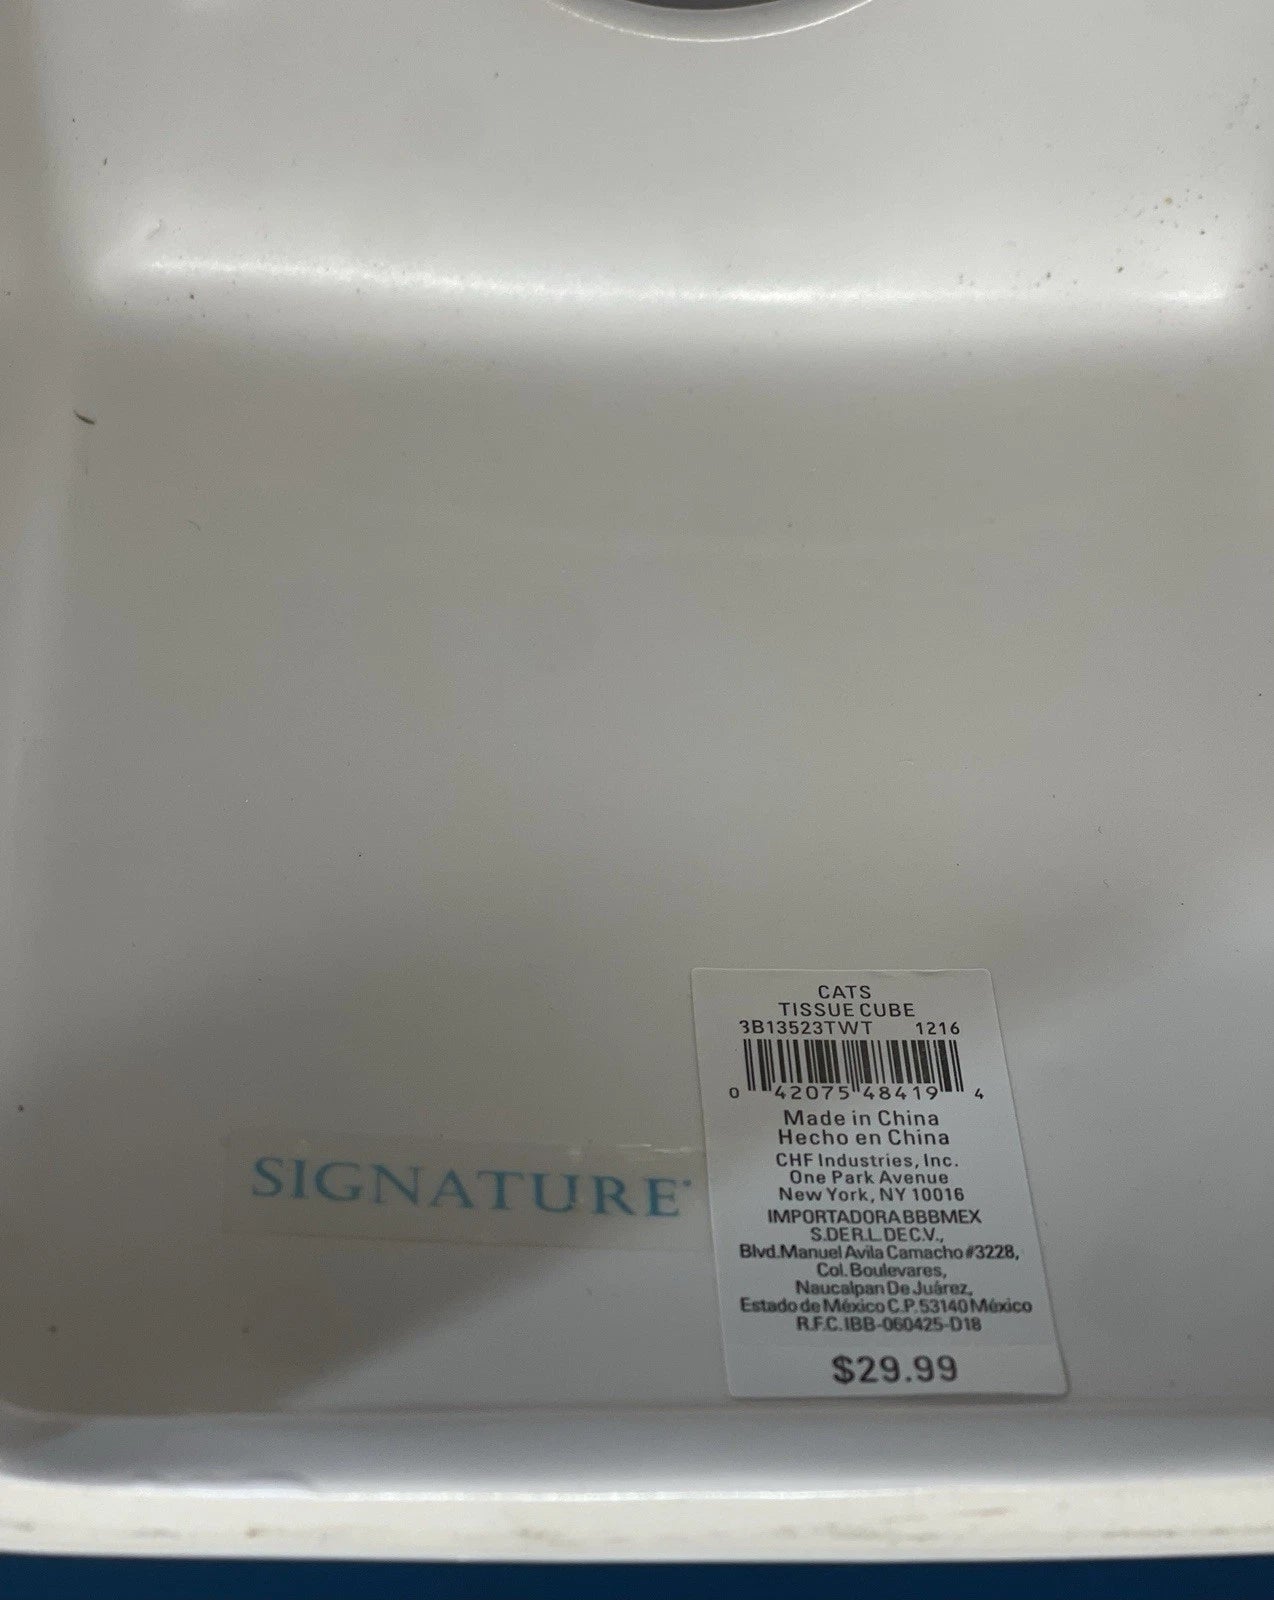 CATS
TISSUE CUBE
3B13523TWT 1216
0 42075 48419 4
Made in China
Hecho en China
CHF Industries, Inc.
One Park Avenue
New York, NY 10016
IMPORTADORA BBBMEX
S.DER.L.DEC.V.,
Blvd. Manuel Avila Camacho #3228,
Col. Boulevares,
Naucalpan De Juárez,
Estado de México C.P. 53140 México
R.F.C. IBB-060425-D18
$29.99
SIGNATURE